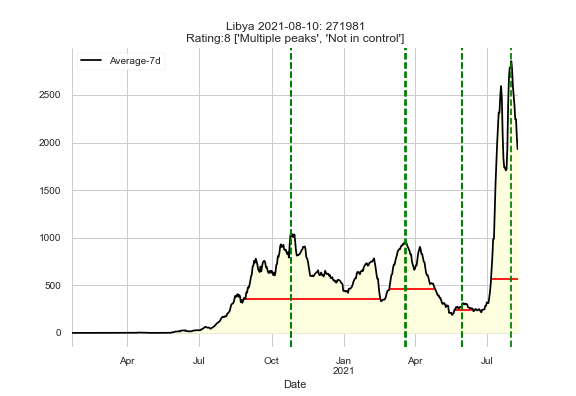 Libya 2021-08-10: 271981
Rating:8 ['Multiple peaks', 'Not in control']
Average-7d
2500
2000
1500
1000
500
0
Apr
Jul
Oct
Jan
2021
Apr
Jul
Date